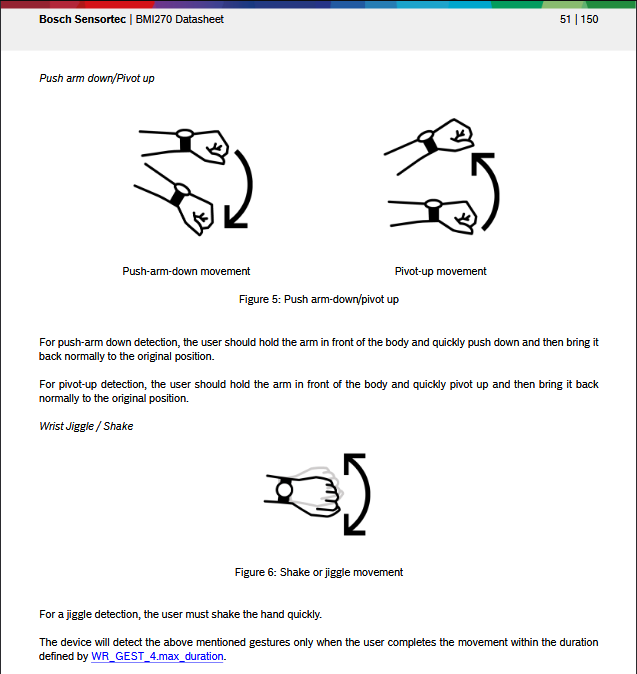 Bosch Sensortec | BMI270 Datasheet 51 | 150
Push arm down/Pivot up
Push-arm-down movement Pivot-up movement
Figure 5: Push arm-down/pivot up
For push-arm down detection, the user should hold the arm in front of the body and quickly push down and then bring it
back normally to the original position.
For pivot-up detection, the user should hold the arm in front of the body and quickly pivot up and then bring it back
normally to the original position.
Wrist Jiggle / Shake
Figure 6: Shake or jiggle movement
For a jiggle detection, the user must shake the hand quickly.
The device will detect the above mentioned gestures only when the user completes the movement within the duration
defined by WR_GEST_4.max_duration.